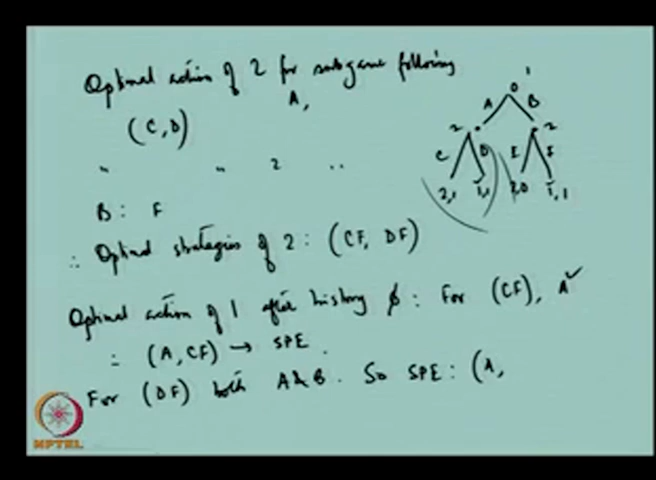 Optimal action of 2 for subgame following
A,
(C, D)
" " 2 "
B : F
∴ Optimal strategies of 2 : (CF, DF)
Optimal action of 1 after history ϕ : For (CF), A ✓
∴ (A, CF) → SPE.
For (DF) both A & B. So SPE : (A,
1
A B
2 2
C D E F
2,1 1,1 2,0 1,1
NPTEL